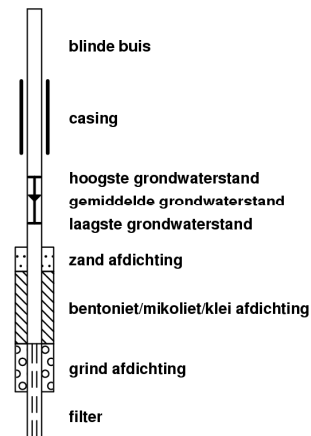 blinde buis
casing
hoogste grondwaterstand
gemiddelde grondwaterstand
laagste grondwaterstand
zand afdichting
bentoniet/mikoliet/klei afdichting
grind afdichting
filter